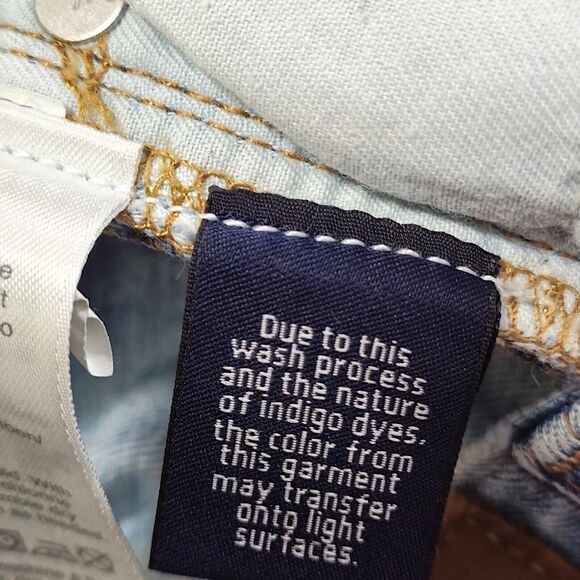 Due to this
wash process
and the nature
of indigo dyes,
the color from
this garment
may transfer
onto light
surfaces.